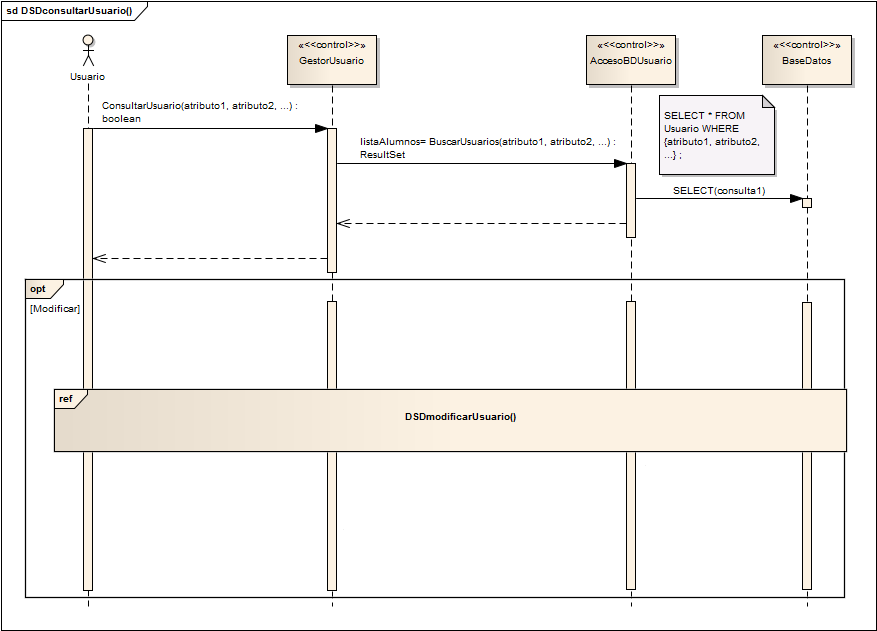 sd DSDconsultarUsuario()
«<<control>>»
GestorUsuario
«<<control>>»
AccesoBDUsuario
«<<control>>»
BaseDatos
Usuario
ConsultarUsuario(atributo1, atributo2, ...) :
boolean
listaAlumnos= BuscarUsuarios(atributo1, atributo2, ...) :
ResultSet
SELECT * FROM
Usuario WHERE
{atributo1, atributo2,
...} ;
SELECT(consulta1)
opt
[Modificar]
ref
DSDmodificarUsuario()